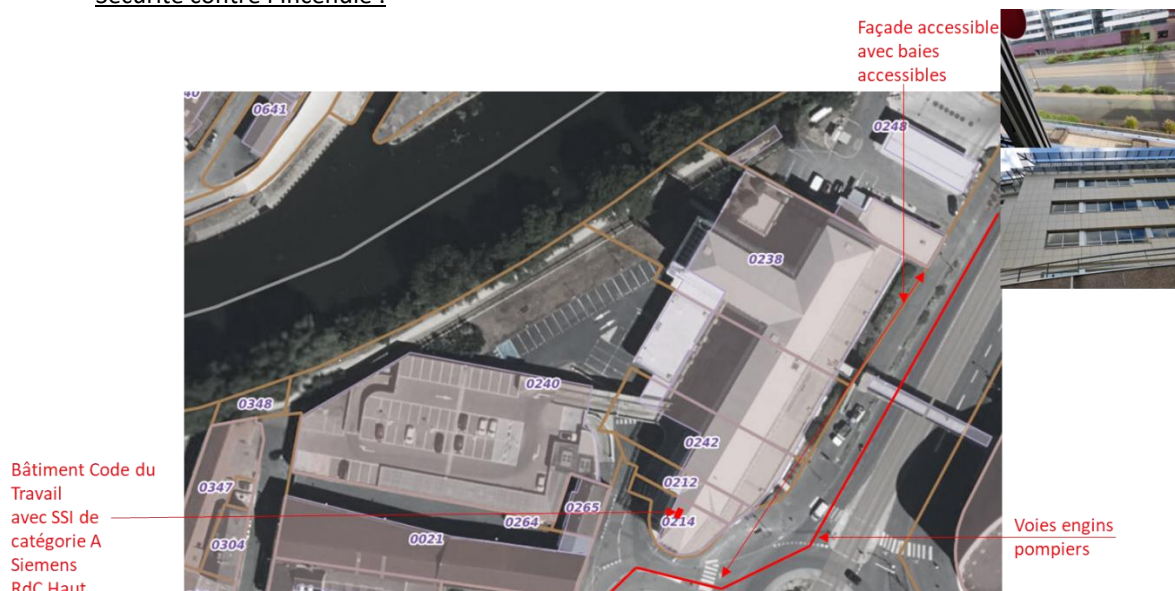 Sécurité contre l'incendie :
Façade accessible
avec baies
accessibles
40
0641
0248
0238
0240
0348
0242
0347
0212
0265
0214
0264
0021
0304
Bâtiment Code du
Travail
avec SSI de
catégorie A
Siemens
RdC Haut
Voies engins
pompiers